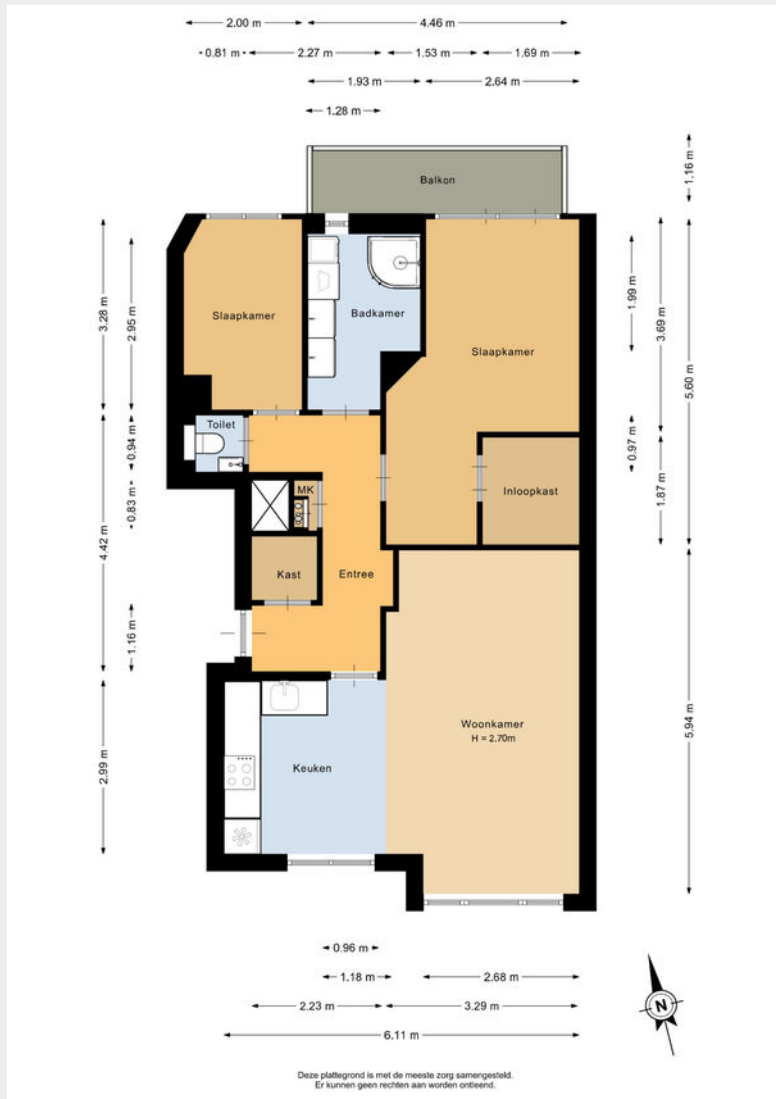 2.00 m
4.46 m
0.81 m
2.27 m
1.53 m
1.69 m
1.93 m
2.64 m
1.28 m
1.16 m
Balkon
3.28 m
2.95 m
Slaapkamer
Badkamer
Slaapkamer
1.99 m
3.69 m
5.60 m
Toilet
0.94 m
0.97 m
MK
Inloopkast
1.87 m
0.83 m
4.42 m
Kast
Entree
1.16 m
Woonkamer
H = 2.70m
5.94 m
Keuken
2.99 m
0.96 m
1.18 m
2.68 m
2.23 m
3.29 m
6.11 m
N
Deze plattegrond is met de meeste zorg samengesteld.
Er kunnen geen rechten aan worden ontleend.